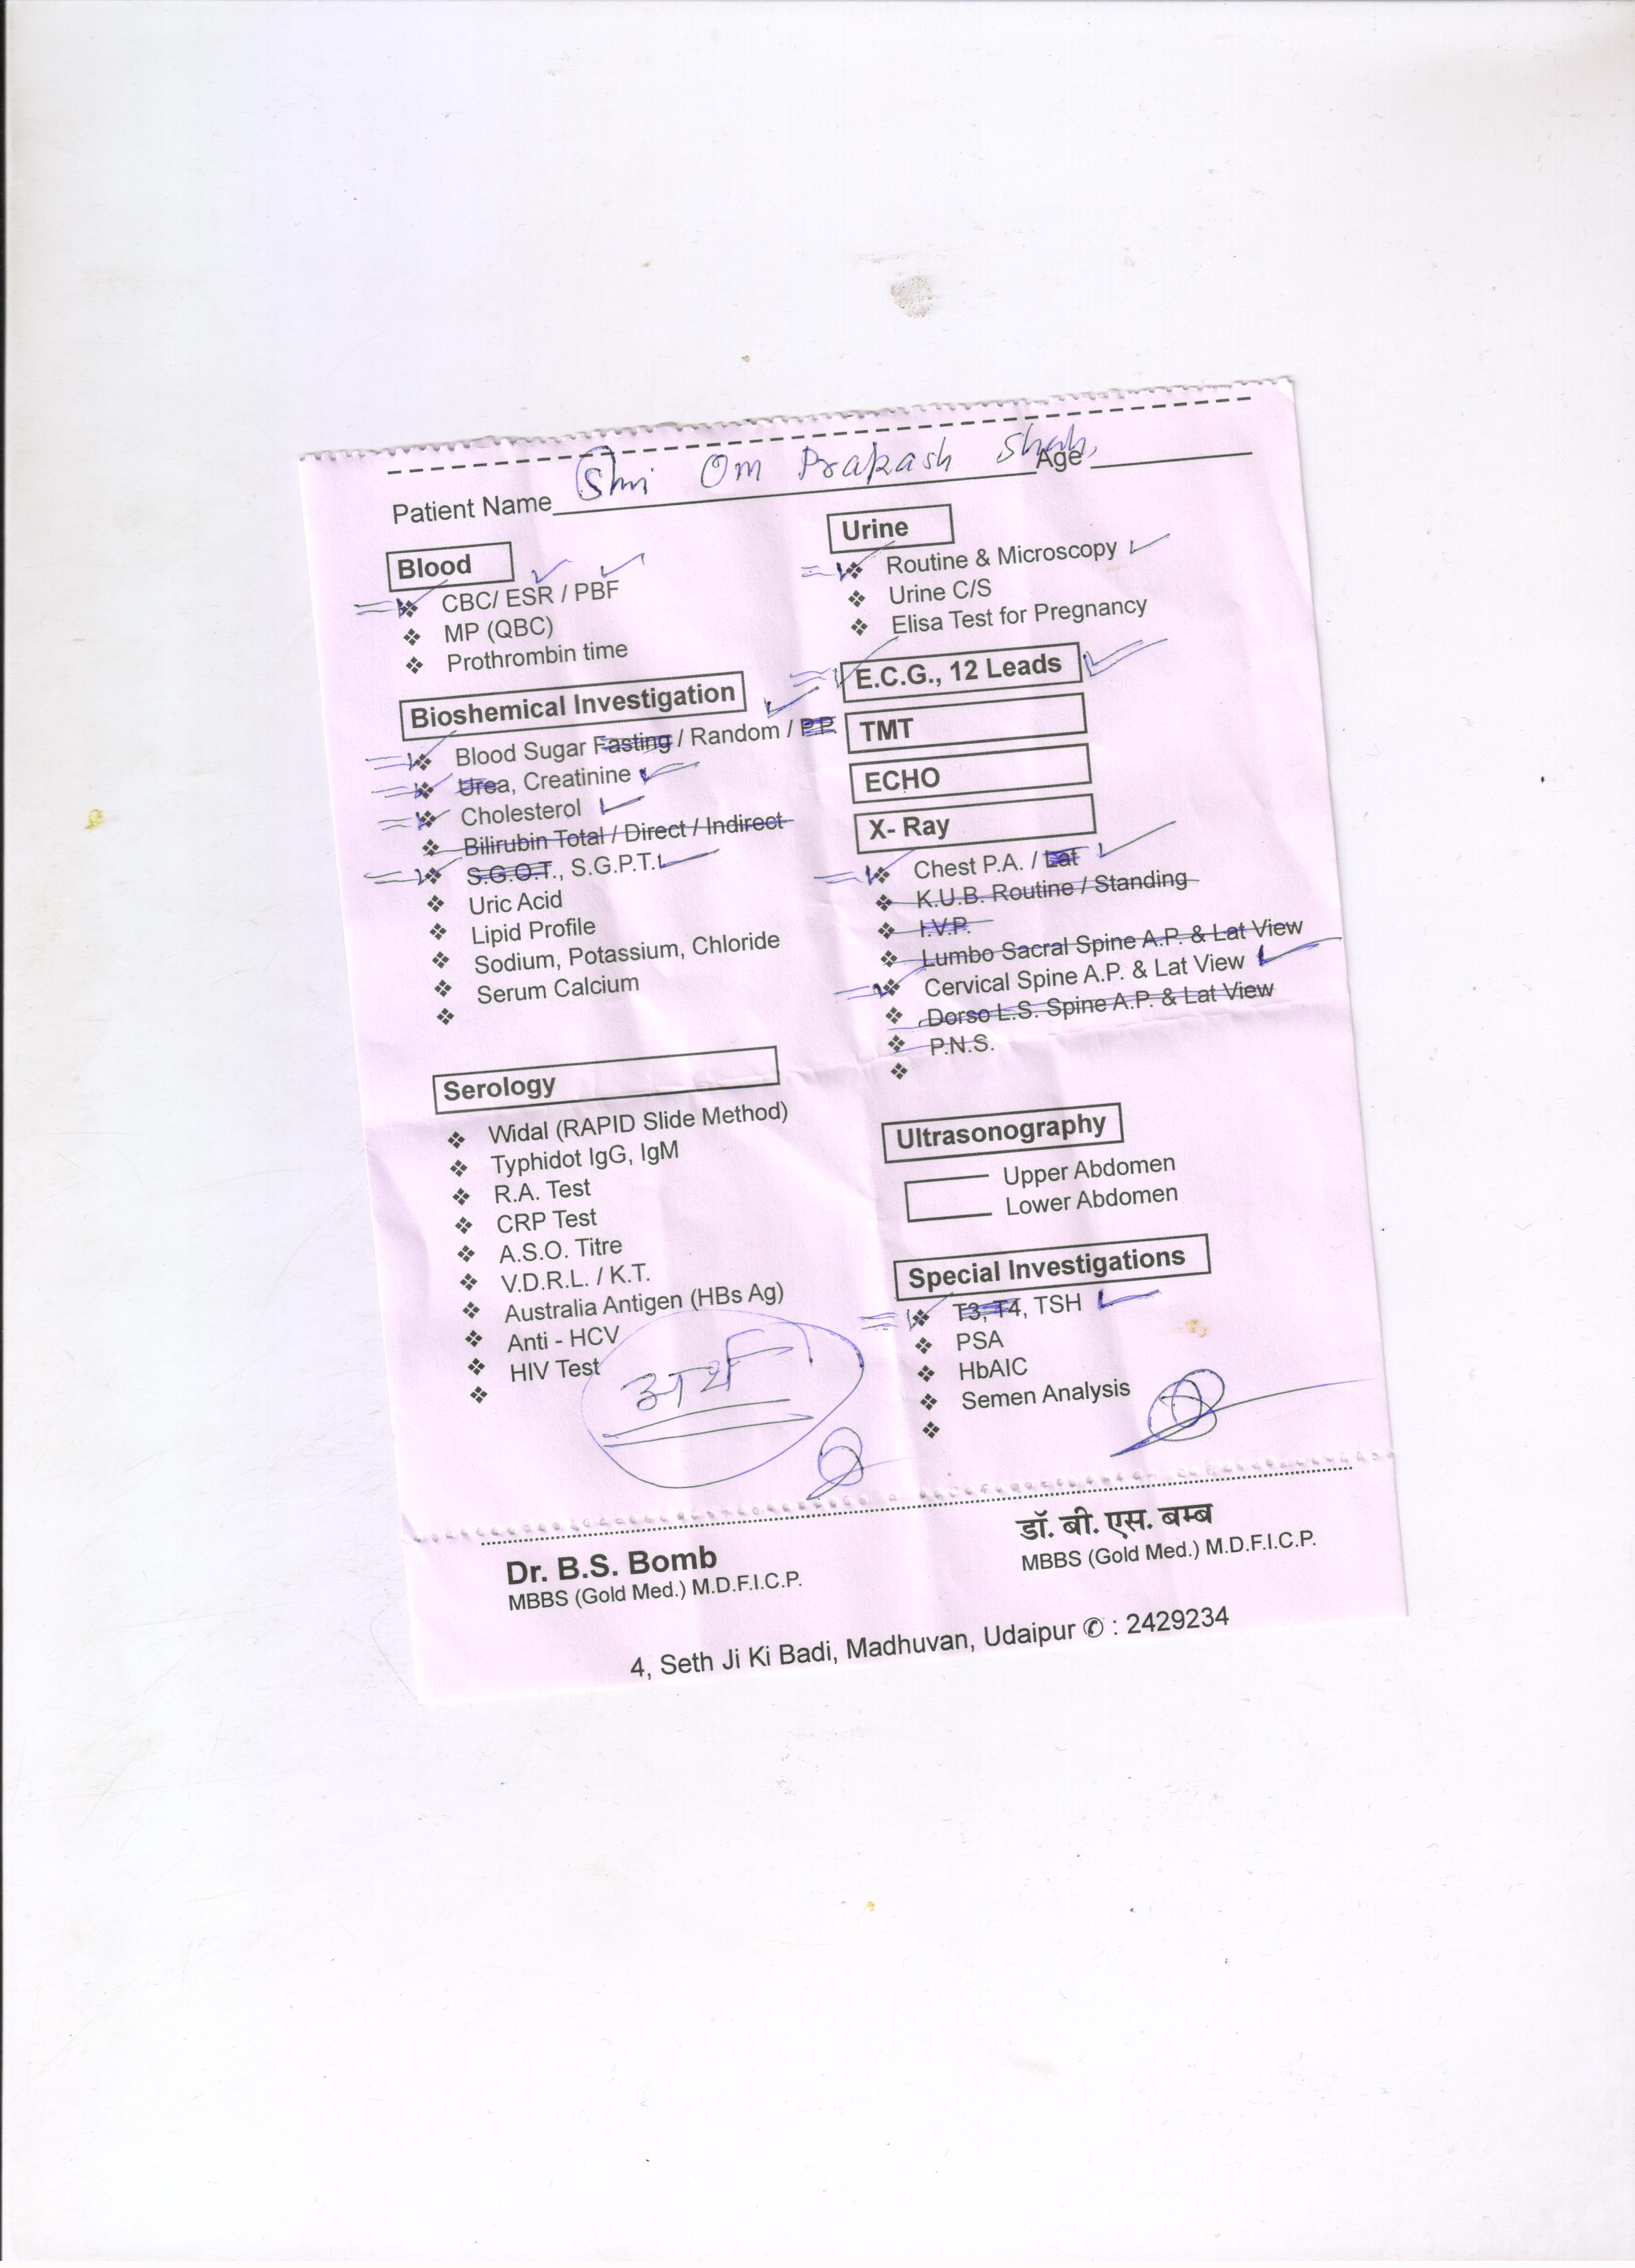 Patient Name Shri Om Prakash Shah, Age
Blood
CBC/ ESR / PBF
MP (QBC)
Prothrombin time
Bioshemical Investigation
Blood Sugar Fasting / Random / P.P.
Urea, Creatinine
Cholesterol
Bilirubin Total / Direct / Indirect
S.G.O.T., S.G.P.T.
Uric Acid
Lipid Profile
Sodium, Potassium, Chloride
Serum Calcium
Serology
Widal (RAPID Slide Method)
Typhidot IgG, IgM
R.A. Test
CRP Test
A.S.O. Titre
V.D.R.L. / K.T.
Australia Antigen (HBs Ag)
Anti - HCV
HIV Test
Urine
Routine & Microscopy
Urine C/S
Elisa Test for Pregnancy
E.C.G., 12 Leads
TMT
ECHO
X- Ray
Chest P.A. / Lat
K.U.B. Routine / Standing
I.V.P.
Lumbo Sacral Spine A.P. & Lat View
Cervical Spine A.P. & Lat View
Dorso L.S. Spine A.P. & Lat View
P.N.S.
Ultrasonography
Upper Abdomen
Lower Abdomen
Special Investigations
T3, T4, TSH
PSA
HbAIC
Semen Analysis
Dr. B.S. Bomb
MBBS (Gold Med.) M.D.F.I.C.P.
डॉ. बी. एस. बम्ब
MBBS (Gold Med.) M.D.F.I.C.P.
4, Seth Ji Ki Badi, Madhuvan, Udaipur ✆ : 2429234